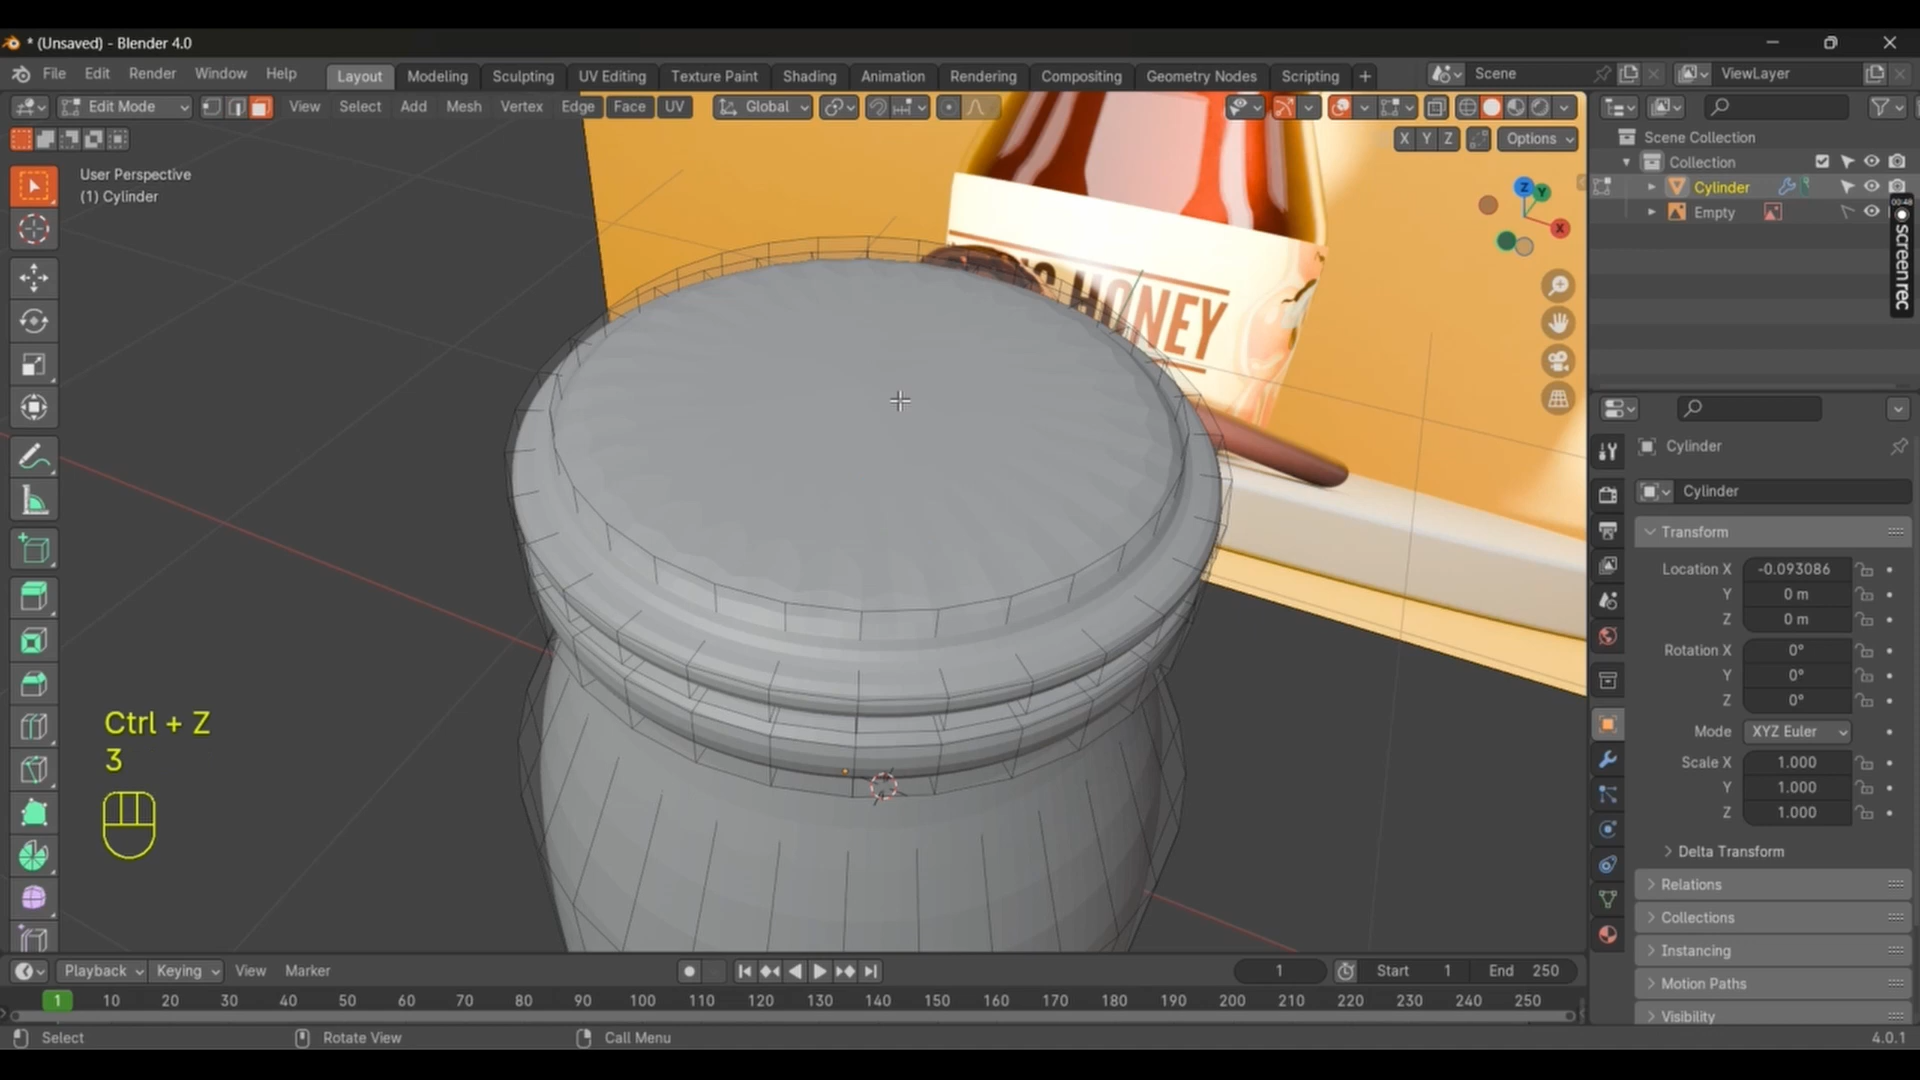 * (Unsaved) - Blender 4.0
File Edit Render Window Help Layout Modeling Sculpting UV Editing Texture Paint Shading Animation Rendering Compositing Geometry Nodes Scripting + Scene ViewLayer
Edit Mode View Select Add Mesh Vertex Edge Face UV Global
X Y Z Options
User Perspective
(1) Cylinder
Scene Collection
Collection
Cylinder
Empty
00:48
screenrec
Z Y X
HONEY
Cylinder
Cylinder
Transform
Location X -0.093086
Y 0 m
Z 0 m
Rotation X 0°
Y 0°
Z 0°
Mode XYZ Euler
Scale X 1.000
Y 1.000
Z 1.000
Delta Transform
Relations
Collections
Instancing
Motion Paths
Visibility
Ctrl + Z
3
Playback Keying View Marker 1 Start 1 End 250
1 10 20 30 40 50 60 70 80 90 100 110 120 130 140 150 160 170 180 190 200 210 220 230 240 250
Select Rotate View Call Menu 4.0.1